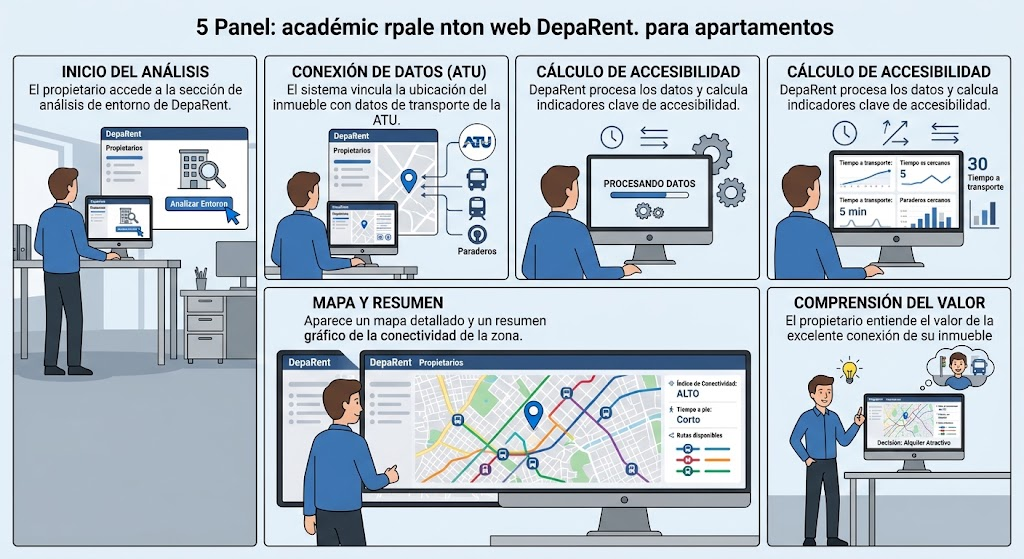 5 Panel: académic rpale nton web DepaRent. para apartamentos
INICIO DEL ANÁLISIS
El propietario accede a la sección de
análisis de entorno de DepaRent.
DepaRent
Propietarios
Analizar Entoron
CONEXIÓN DE DATOS (ATU)
El sistema vincula la ubicación del
inmueble con datos de transporte de la
ATU.
DepaRent
Propietarios
ATU
Paraderos
CÁLCULO DE ACCESIBILIDAD
DepaRent procesa los datos y calcula
indicadores clave de accesibilidad.
PROCESANDO DATOS
CÁLCULO DE ACCESIBILIDAD
DepaRent procesa los datos y calcula
indicadores clave de accesibilidad.
Tiempo a transporte:
Tiempo es cercanos
5
Tiempo a transporte:
5 min
Paraderos cercanos
30
Tiempo a
transporte
MAPA Y RESUMEN
Aparece un mapa detallado y un resumen
gráfico de la conectividad de la zona.
DepaRent
DepaRent Propietarios
Índice de Conectividad:
ALTO
Tiempo a pie:
Corto
Rutas disponibles
COMPRENSIÓN DEL VALOR
El propietario entiende el valor de la
excelente conexión de su inmueble
Decisión: Alquiler Atractivo